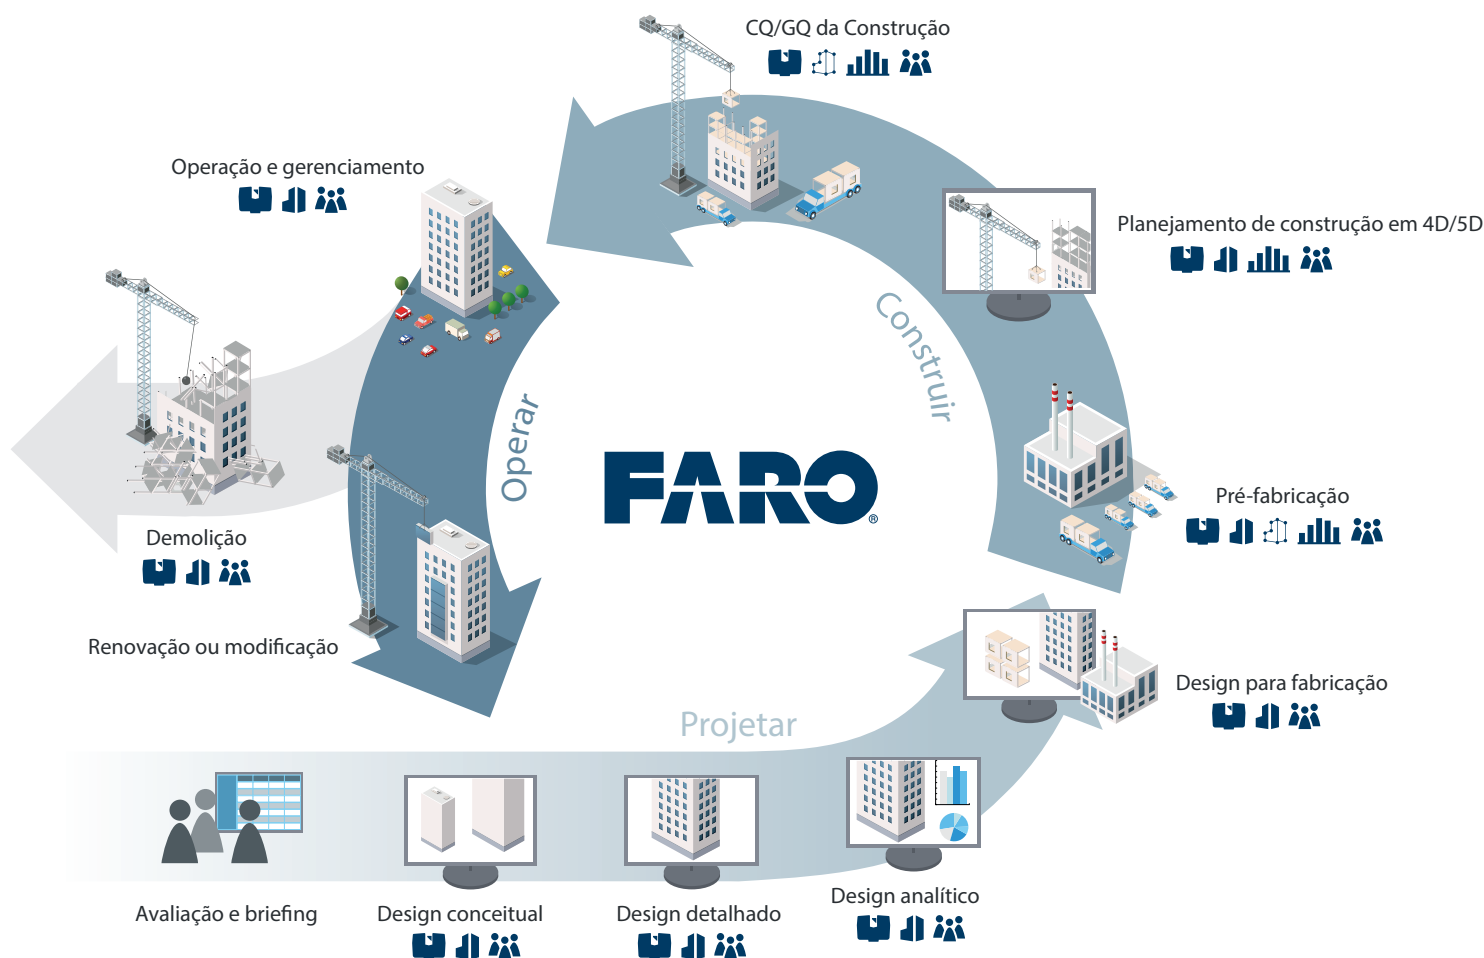 CQ/GQ da Construção
Operação e gerenciamento
Planejamento de construção em 4D/5D
Construir
Operar
FARO®
Pré-fabricação
Demolição
Renovação ou modificação
Design para fabricação
Projetar
Avaliação e briefing
Design conceitual
Design detalhado
Design analítico